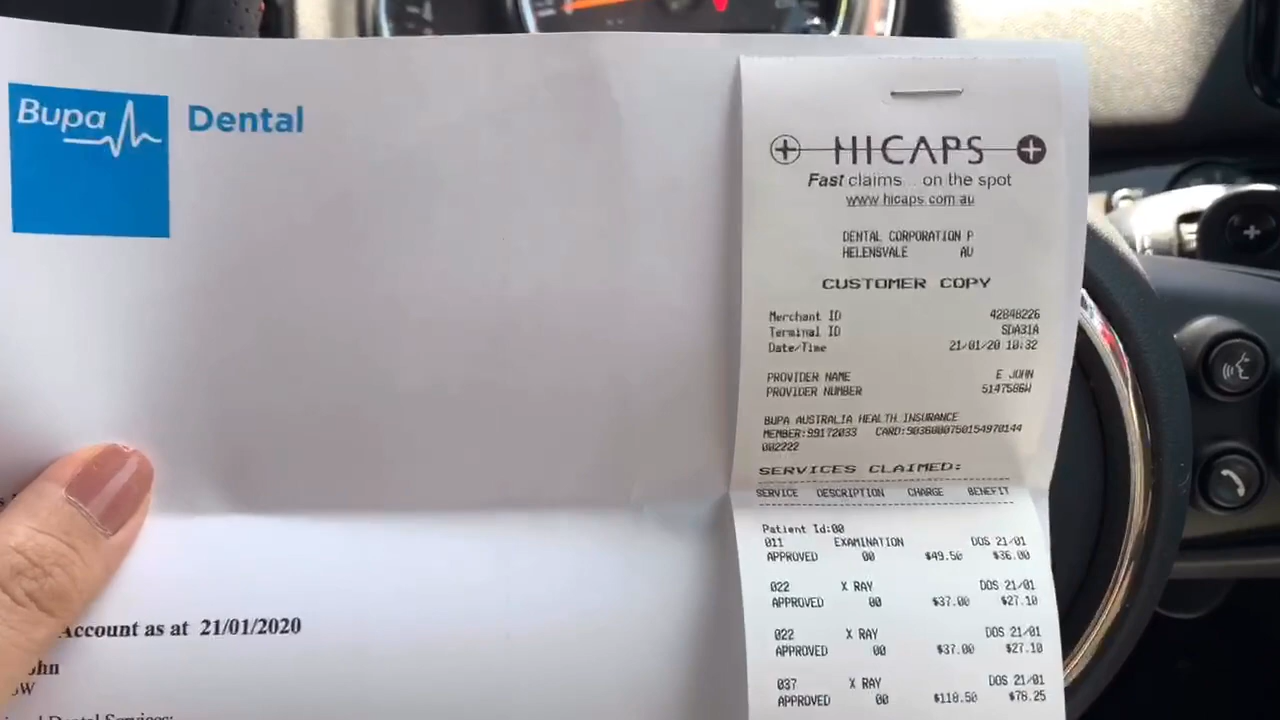 Bupa Dental
HICAPS
Fast claims... on the spot
www.hicaps.com.au
DENTAL CORPORATION P
HELENSVALE AU
CUSTOMER COPY
Merchant ID 42848226
Terminal ID SDA31A
Date/Time 21/01/20 10:32
PROVIDER NAME E JOHN
PROVIDER NUMBER 5147586W
BUPA AUSTRALIA HEALTH INSURANCE
MEMBER:99172033 CARD:9036000750154970144
002222
SERVICES CLAIMED:
SERVICE DESCRIPTION CHARGE BENEFIT
Patient Id:00
011 EXAMINATION DOS 21/01
APPROVED 00 $49.50 $36.00
022 X RAY DOS 21/01
APPROVED 00 $37.00 $27.10
022 X RAY DOS 21/01
APPROVED 00 $37.00 $27.10
037 X RAY DOS 21/01
APPROVED 00 $118.50 $78.25
Account as at 21/01/2020
Dental Services: